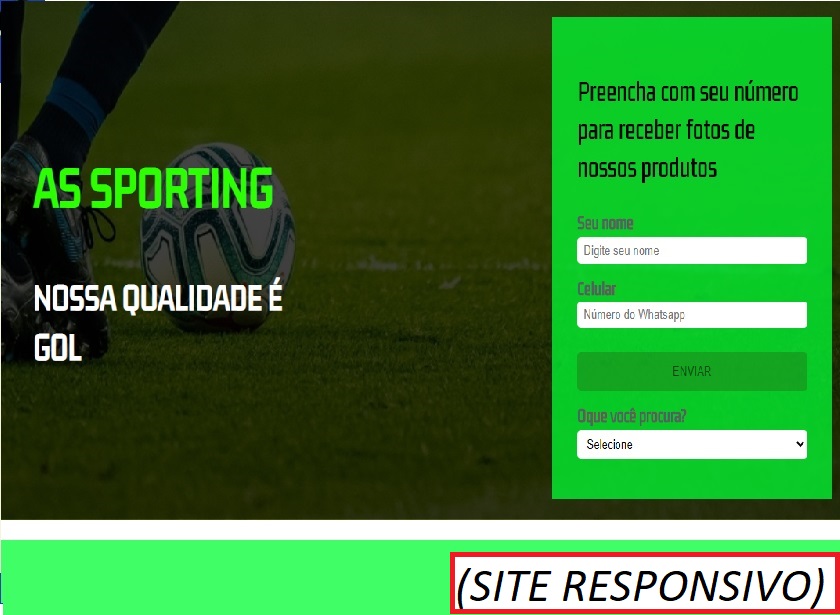 AS SPORTING
NOSSA QUALIDADE É
GOL
Preencha com seu número
para receber fotos de
nossos produtos
Seu nome
Digite seu nome
Celular
Número do Whatsapp
ENVIAR
Oque você procura?
Selecione
(SITE RESPONSIVO)